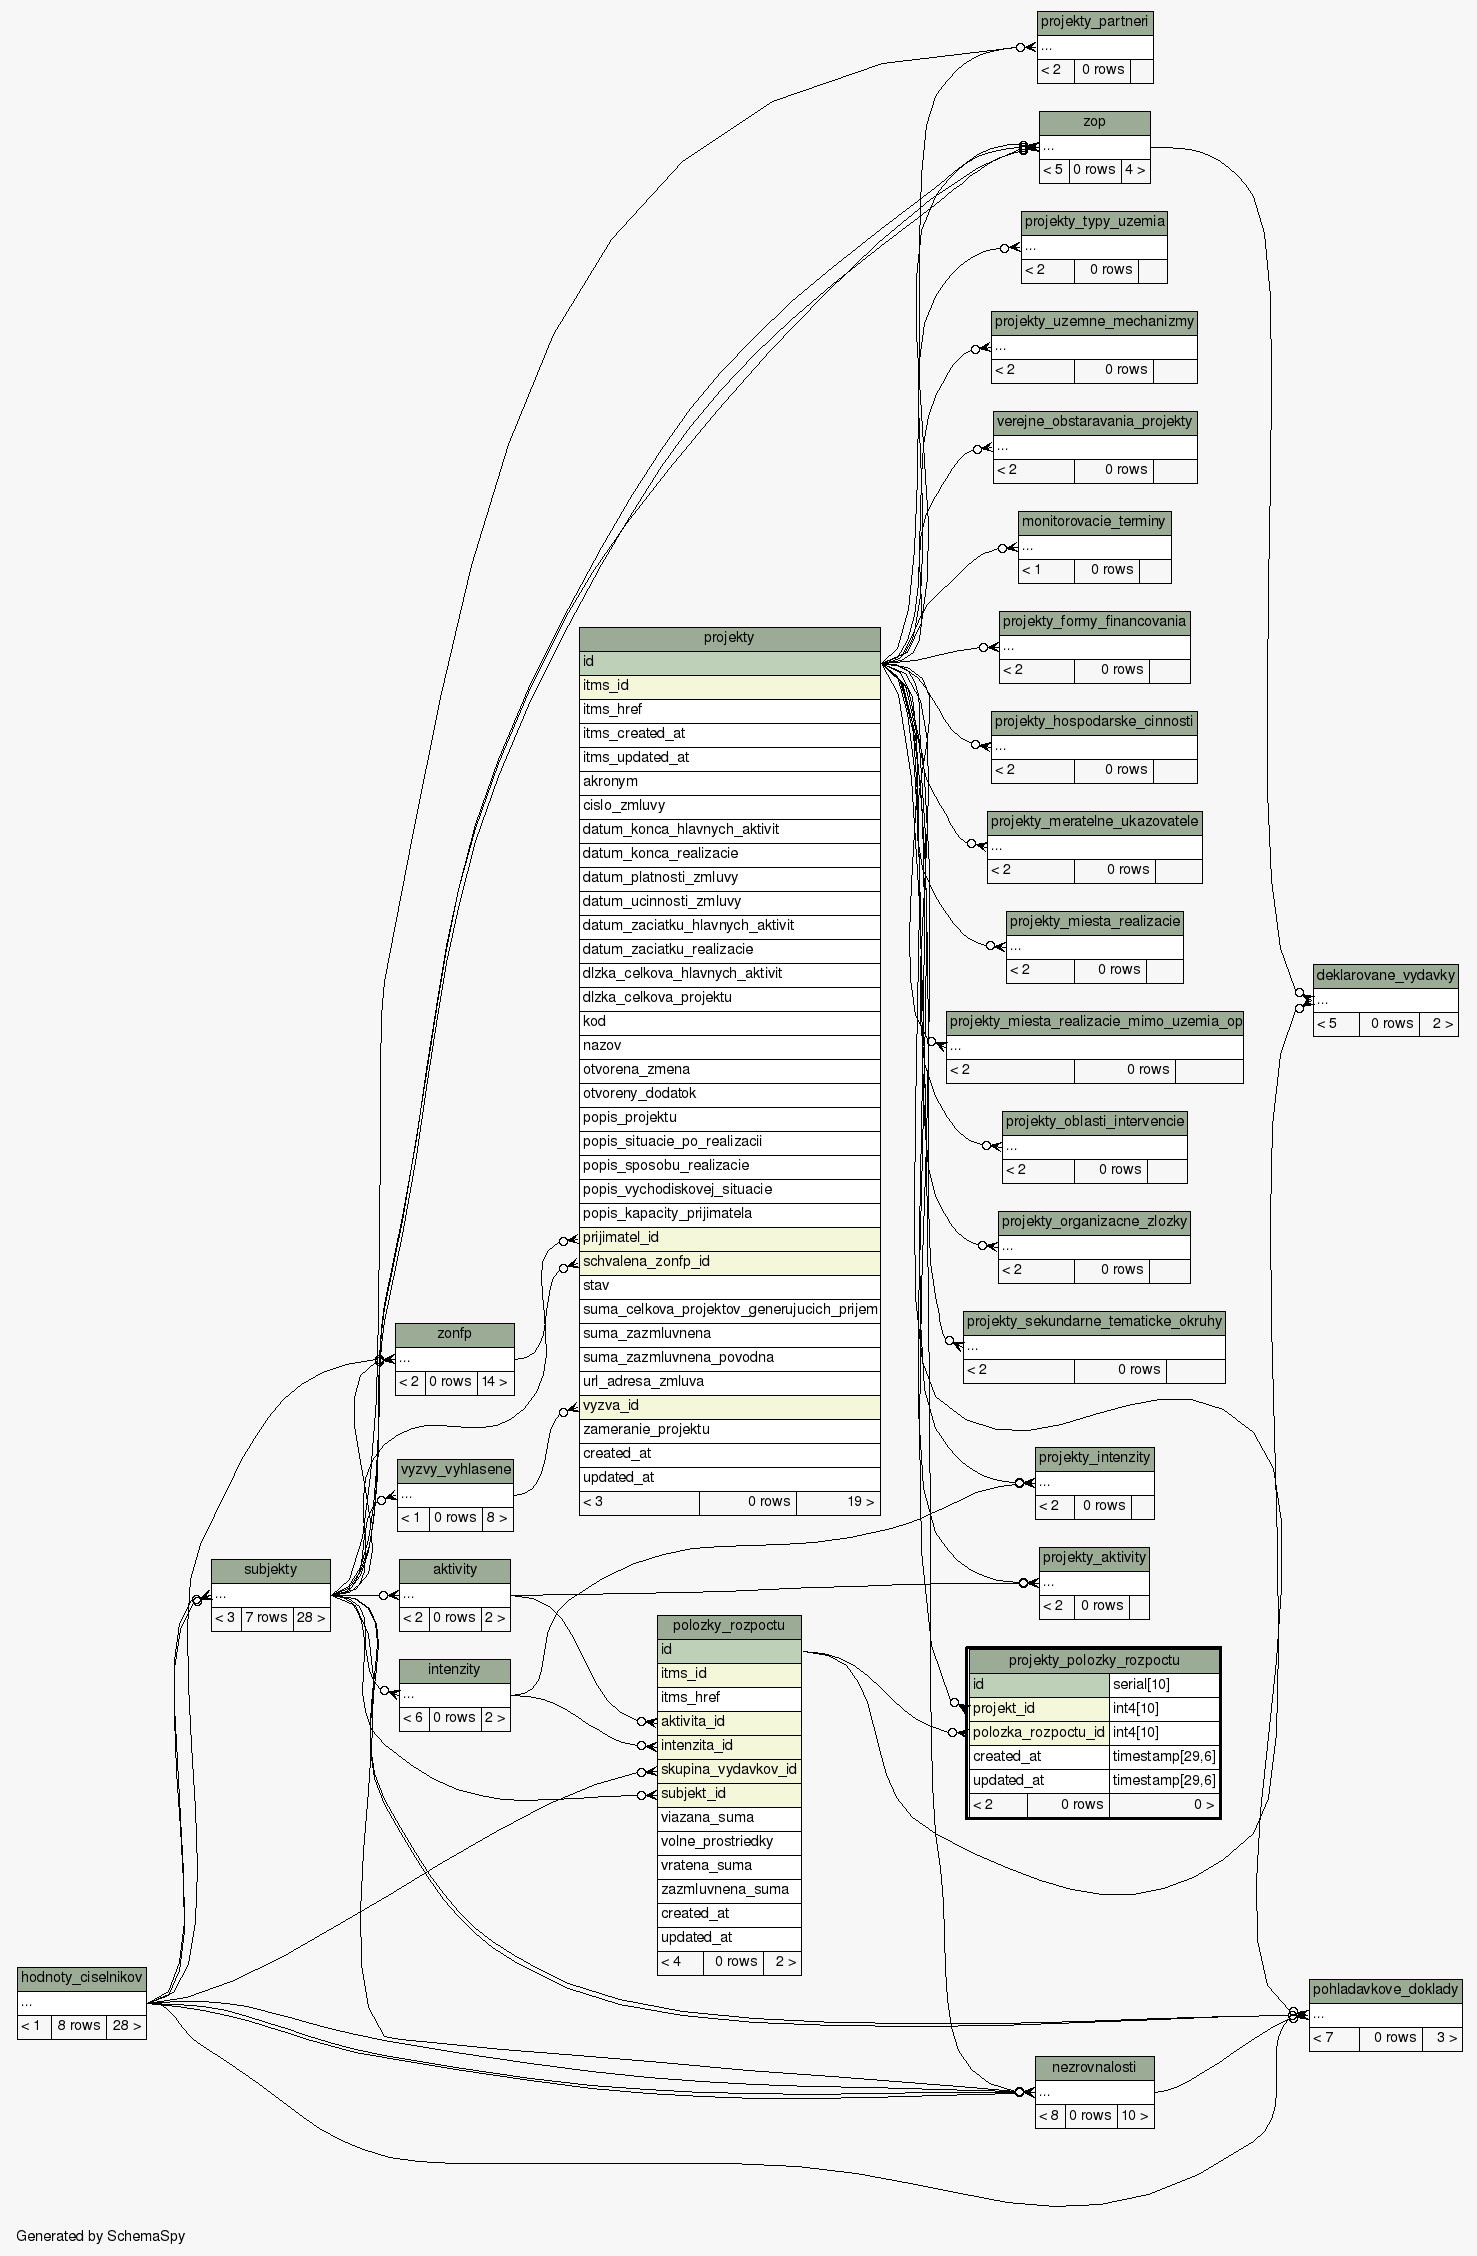 projekty_partneri
...
< 2 0 rows
zop
...
< 5 0 rows 4 >
projekty_typy_uzemia
...
< 2 0 rows
projekty_uzemne_mechanizmy
...
< 2 0 rows
verejne_obstaravania_projekty
...
< 2 0 rows
monitorovacie_terminy
...
< 1 0 rows
projekty_formy_financovania
...
< 2 0 rows
projekty_hospodarske_cinnosti
...
< 2 0 rows
projekty_meratelne_ukazovatele
...
< 2 0 rows
projekty_miesta_realizacie
...
< 2 0 rows
deklarovane_vydavky
...
< 5 0 rows 2 >
projekty_miesta_realizacie_mimo_uzemia_op
...
< 2 0 rows
projekty_oblasti_intervencie
...
< 2 0 rows
projekty_organizacne_zlozky
...
< 2 0 rows
projekty_sekundarne_tematicke_okruhy
...
< 2 0 rows
projekty_intenzity
...
< 2 0 rows
projekty_aktivity
...
< 2 0 rows
projekty
id
itms_id
itms_href
itms_created_at
itms_updated_at
akronym
cislo_zmluvy
datum_konca_hlavnych_aktivit
datum_konca_realizacie
datum_platnosti_zmluvy
datum_ucinnosti_zmluvy
datum_zaciatku_hlavnych_aktivit
datum_zaciatku_realizacie
dlzka_celkova_hlavnych_aktivit
dlzka_celkova_projektu
kod
nazov
otvorena_zmena
otvoreny_dodatok
popis_projektu
popis_situacie_po_realizacii
popis_sposobu_realizacie
popis_vychodiskovej_situacie
popis_kapacity_prijimatela
prijimatel_id
schvalena_zonfp_id
stav
suma_celkova_projektov_generujucich_prijem
suma_zazmluvnena
suma_zazmluvnena_povodna
url_adresa_zmluva
vyzva_id
zameranie_projektu
created_at
updated_at
< 3 0 rows 19 >
zonfp
...
< 2 0 rows 14 >
vyzvy_vyhlasene
...
< 1 0 rows 8 >
subjekty
...
< 3 7 rows 28 >
aktivity
...
< 2 0 rows 2 >
intenzity
...
< 6 0 rows 2 >
polozky_rozpoctu
id
itms_id
itms_href
aktivita_id
intenzita_id
skupina_vydavkov_id
subjekt_id
viazana_suma
volne_prostriedky
vratena_suma
zazmluvnena_suma
created_at
updated_at
< 4 0 rows 2 >
projekty_polozky_rozpoctu
id serial[10]
projekt_id int4[10]
polozka_rozpoctu_id int4[10]
created_at timestamp[29,6]
updated_at timestamp[29,6]
< 2 0 rows 0 >
hodnoty_ciselnikov
...
< 1 8 rows 28 >
pohladavkove_doklady
...
< 7 0 rows 3 >
nezrovnalosti
...
< 8 0 rows 10 >
Generated by SchemaSpy